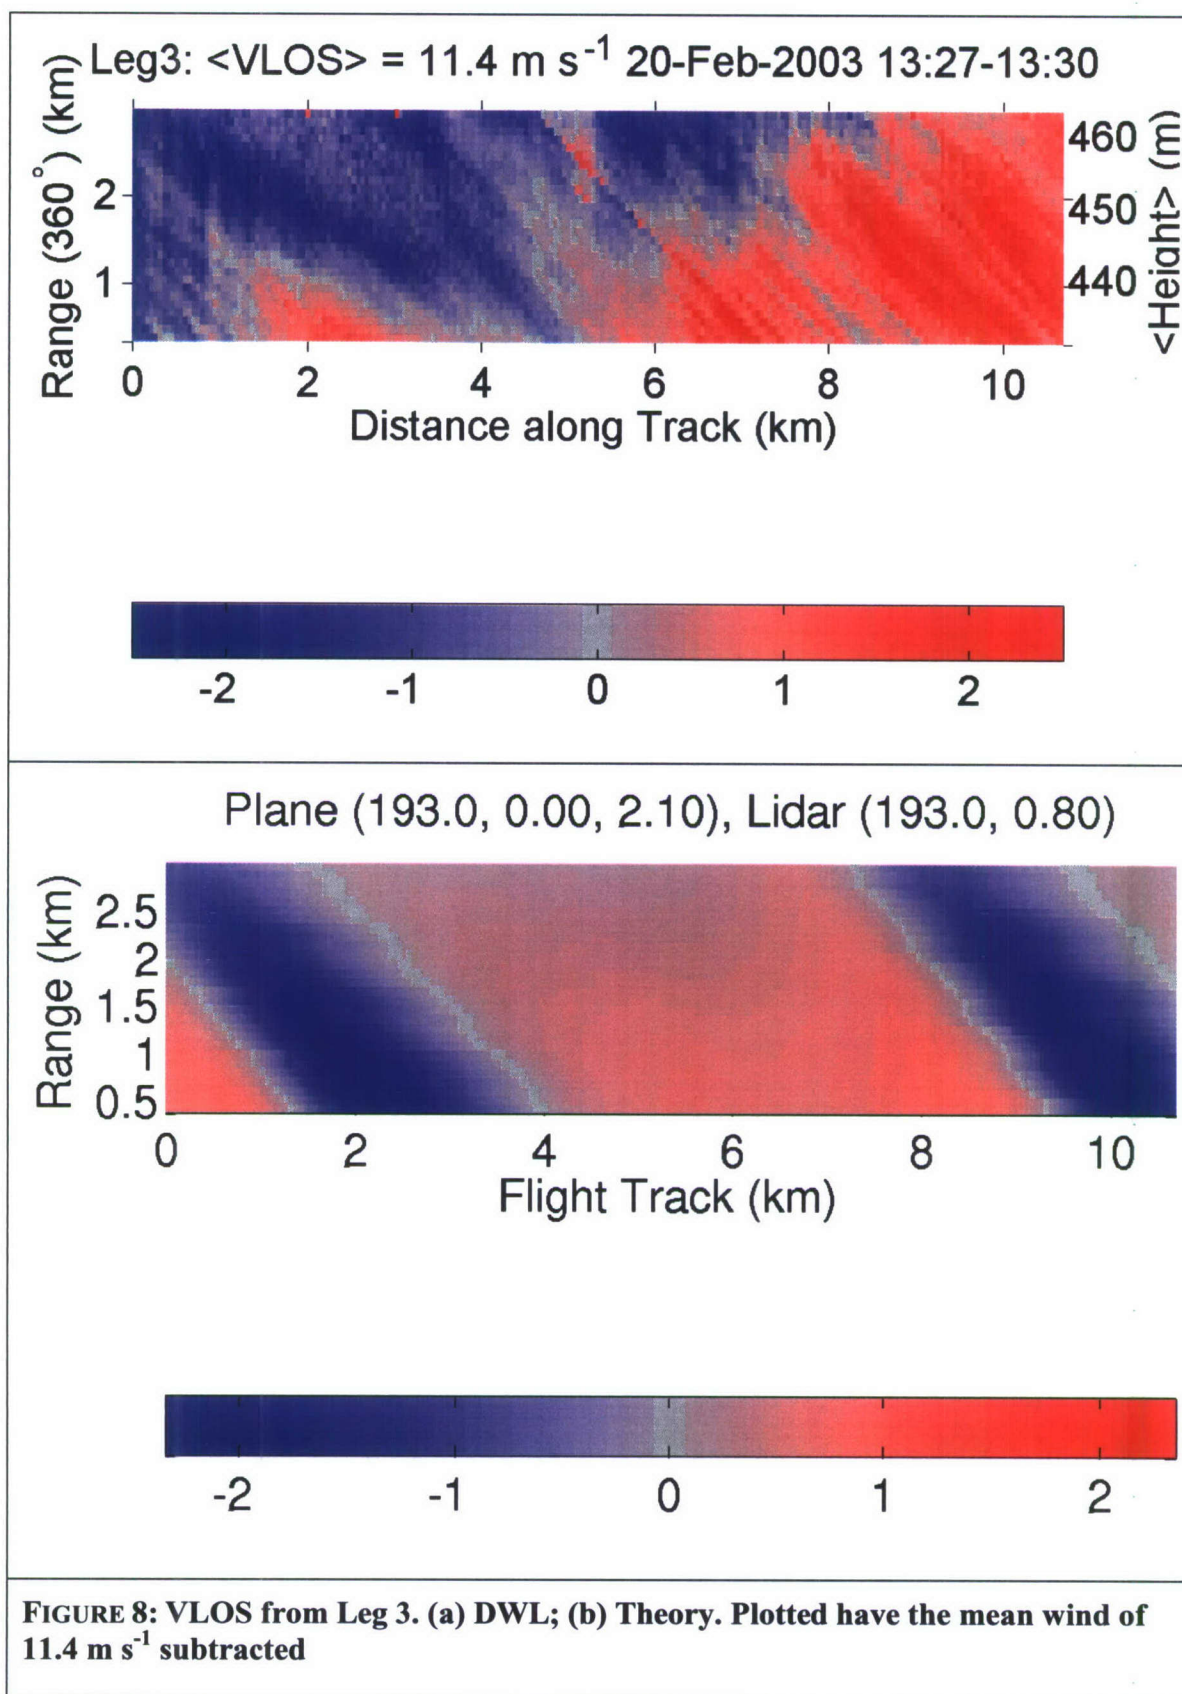 Leg3: <VLOS> = 11.4 m s⁻¹ 20-Feb-2003 13:27-13:30
Range (360°) (km)
2
1
460
450
440
<Heiaht> (m)
0 2 4 6 8 10
Distance along Track (km)
-2 -1 0 1 2
Plane (193.0, 0.00, 2.10), Lidar (193.0, 0.80)
Range (km)
2.5
2
1.5
1
0.5
0 2 4 6 8 10
Flight Track (km)
-2 -1 0 1 2
FIGURE 8: VLOS from Leg 3. (a) DWL; (b) Theory. Plotted have the mean wind of
11.4 m s⁻¹ subtracted